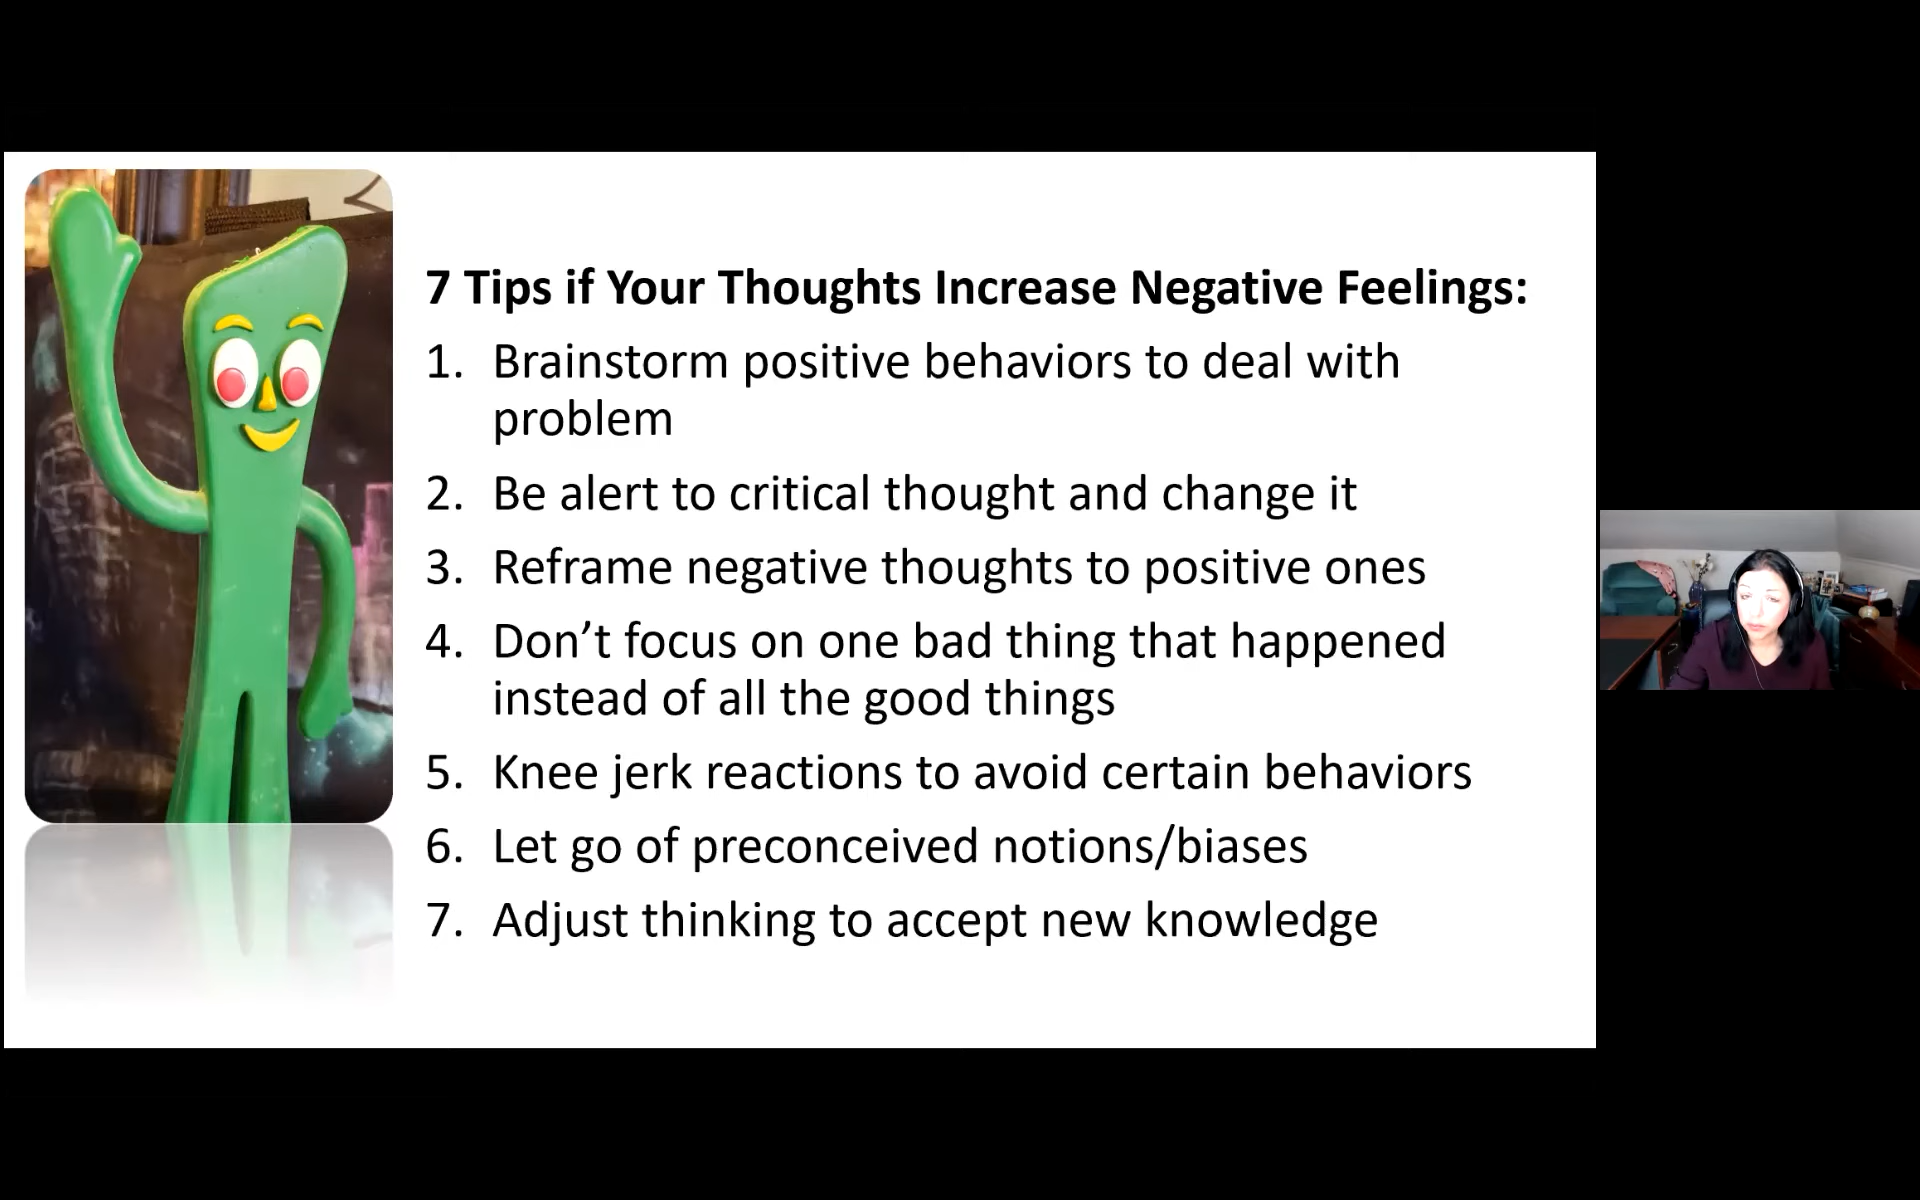 7 Tips if Your Thoughts Increase Negative Feelings:
1. Brainstorm positive behaviors to deal with
problem
2. Be alert to critical thought and change it
3. Reframe negative thoughts to positive ones
4. Don’t focus on one bad thing that happened
instead of all the good things
5. Knee jerk reactions to avoid certain behaviors
6. Let go of preconceived notions/biases
7. Adjust thinking to accept new knowledge